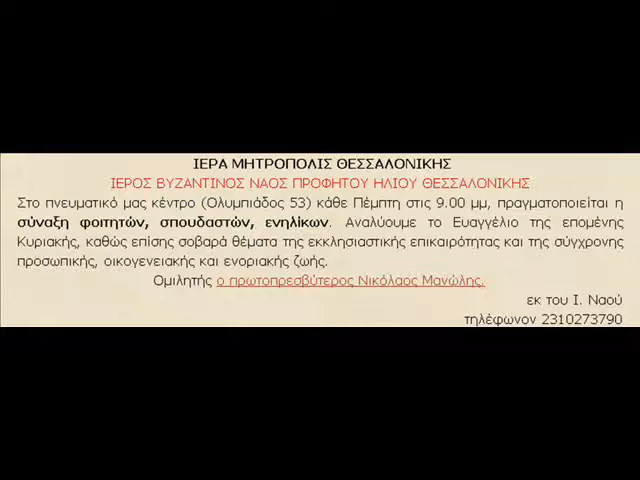 ΙΕΡΑ ΜΗΤΡΟΠΟΛΙΣ ΘΕΣΣΑΛΟΝΙΚΗΣ
ΙΕΡΟΣ ΒΥΖΑΝΤΙΝΟΣ ΝΑΟΣ ΠΡΟΦΗΤΟΥ ΗΛΙΟΥ ΘΕΣΣΑΛΟΝΙΚΗΣ
Στο πνευματικό μας κέντρο (Ολυμπιάδος 53) κάθε Πέμπτη στις 9.00 μμ, πραγματοποιείται η
σύναξη φοιτητών, σπουδαστών, ενηλίκων. Αναλύουμε το Ευαγγέλιο της επομένης
Κυριακής, καθώς επίσης σοβαρά θέματα της εκκλησιαστικής επικαιρότητας και της σύγχρονης
προσωπικής, οικογενειακής και ενοριακής ζωής.
Ομιλητής ο πρωτοπρεσβύτερος Νικόλαος Μανώλης.
εκ του Ι. Ναού
τηλέφωνον 2310273790